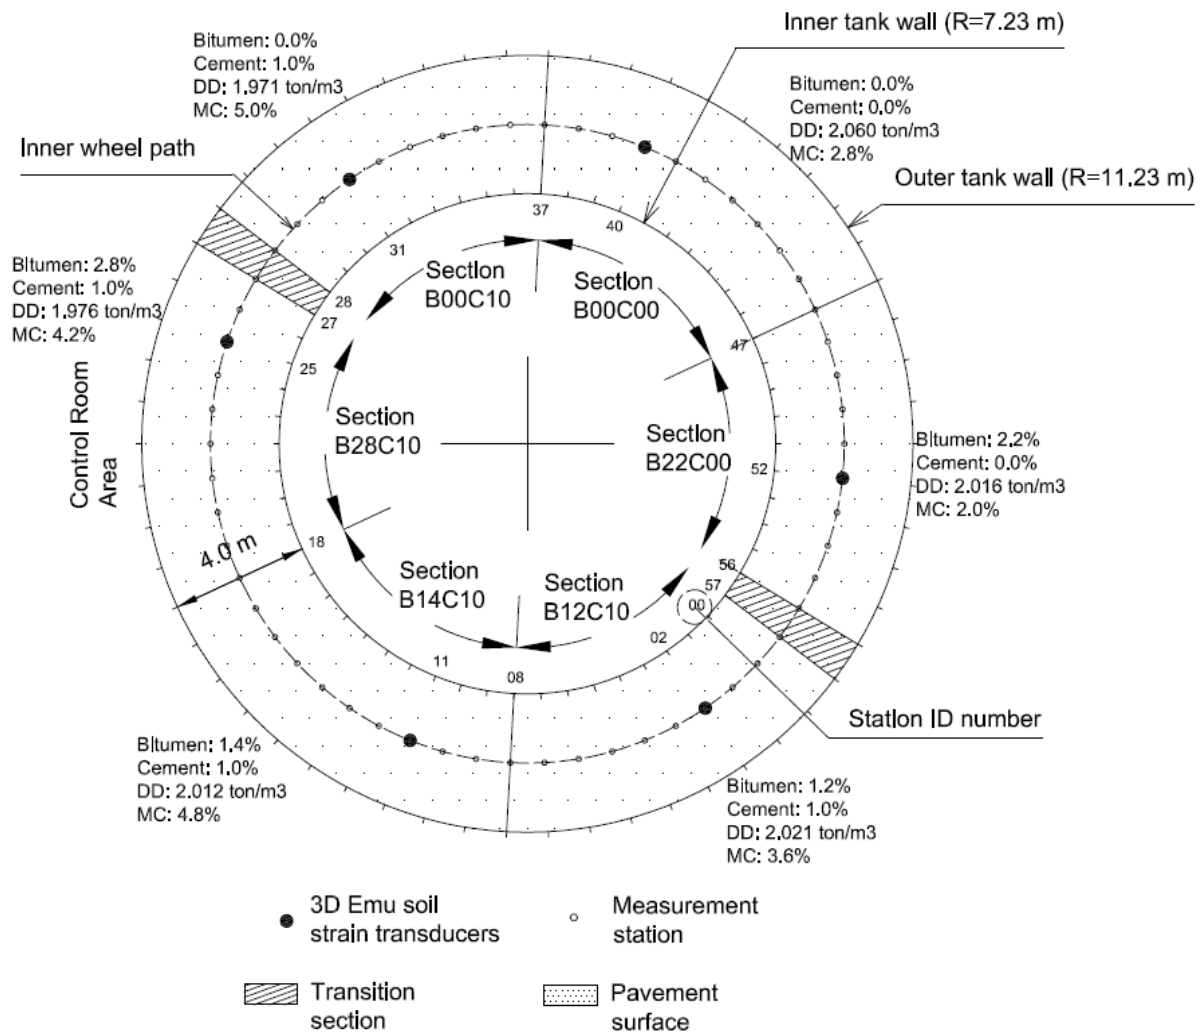 Inner tank wall (R=7.23 m)
Bitumen: 0.0%
Cement: 1.0%
DD: 1.971 ton/m3
MC: 5.0%
Bitumen: 0.0%
Cement: 0.0%
DD: 2.060 ton/m3
MC: 2.8%
Inner wheel path
Outer tank wall (R=11.23 m)
37
40
31
Section
B00C10
Section
B00C00
Bitumen: 2.8%
Cement: 1.0%
DD: 1.976 ton/m3
MC: 4.2%
28
27
25
47
Control Room
Area
Section
B28C10
Section
B22C00
52
Bitumen: 2.2%
Cement: 0.0%
DD: 2.016 ton/m3
MC: 2.0%
4.0 m
18
Section
B14C10
Section
B12C10
56
57
00
02
11
08
Station ID number
Bitumen: 1.4%
Cement: 1.0%
DD: 2.012 ton/m3
MC: 4.8%
Bitumen: 1.2%
Cement: 1.0%
DD: 2.021 ton/m3
MC: 3.6%
3D Emu soil
strain transducers
Measurement
station
Transition
section
Pavement
surface